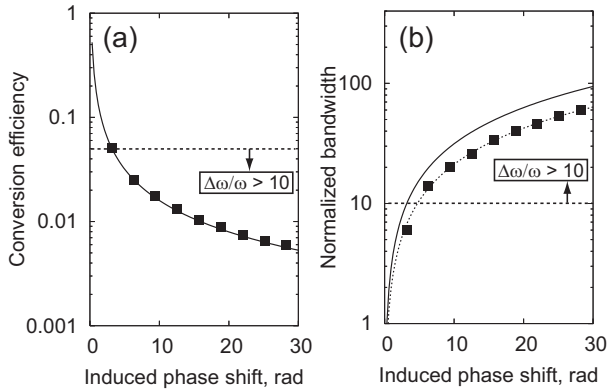 (a)
Conversion efficiency
1
0.1
0.01
0.001
Δω/ω > 10
0 10 20 30
Induced phase shift, rad
(b)
Normalized bandwidth
100
10
1
Δω/ω > 10
0 10 20 30
Induced phase shift, rad